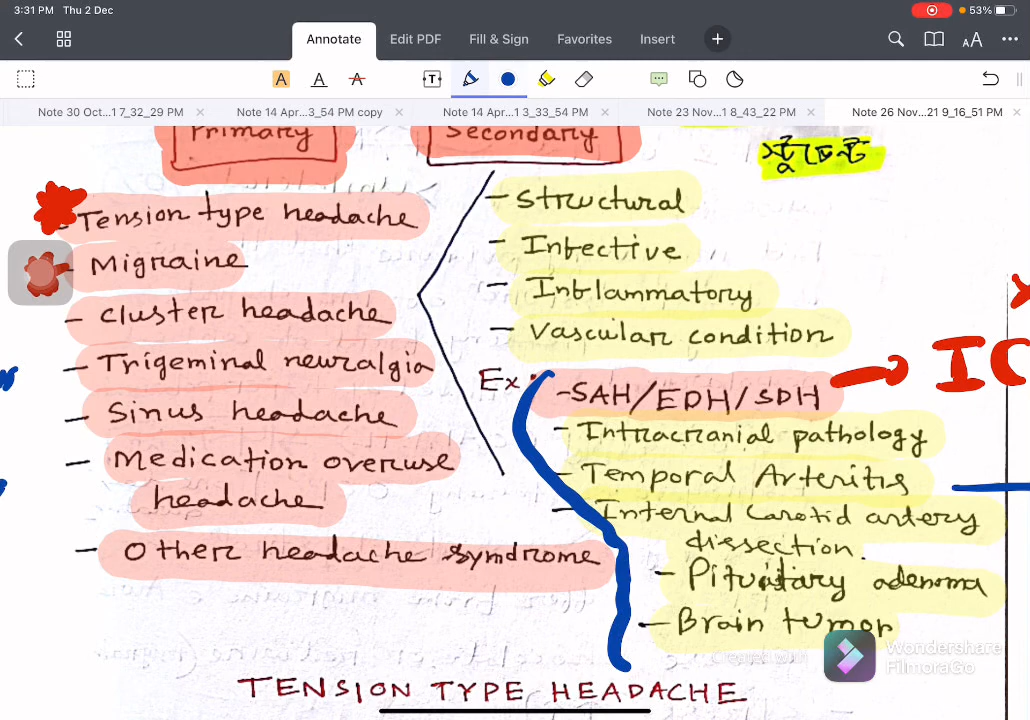 3:31 PM Thu 2 Dec
53%
Annotate Edit PDF Fill & Sign Favorites Insert
Note 30 Oct...1 7_32_29 PM
Note 14 Apr...3_54 PM copy
Note 14 Apr...1 3_33_54 PM
Note 23 Nov...1 8_43_22 PM
Note 26 Nov...21 9_16_51 PM
Primary
- Tension type headache
- Migraine
- Cluster headache
- Trigeminal neuralgia
- Sinus headache
- Medication overuse
headache
- Other headache syndrome
Secondary
- Structural
- Infective
- Inflammatory
- Vascular condition
Ex:
- SAH/EDH/SDH
- Intracranial pathology
- Temporal Arteritis
- Internal Carotid artery
dissection.
- Pituitary adenoma
- Brain tumor
TENSION TYPE HEADACHE
Created with
Wondershare
FilmoraGo